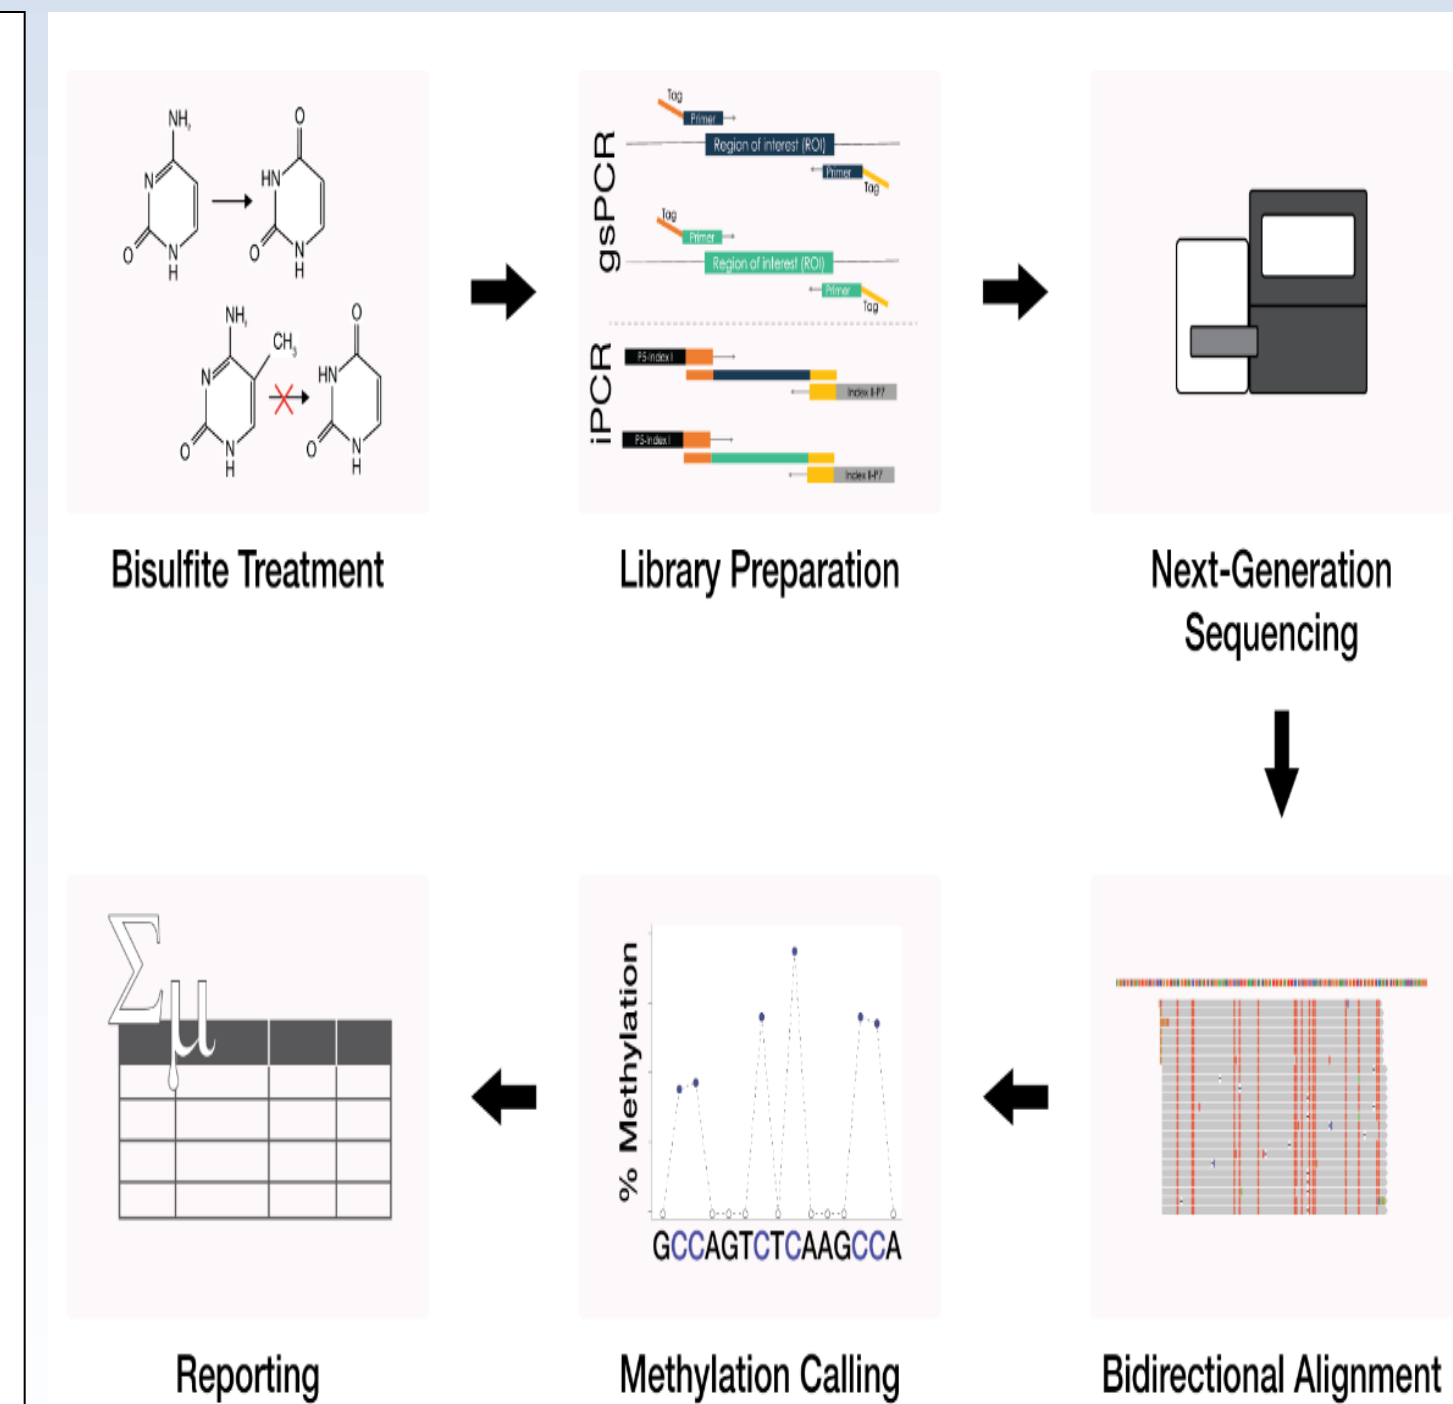 NH₂
N
O
N
H
O
HN
O
N
H
NH₂
CH₃
N
O
N
H
O
HN
O
N
H
Bisulfite Treatment
gsPCR
Tag
Primer
Region of interest (ROI)
Primer
Tag
Tag
Primer
Region of interest (ROI)
Primer
Tag
iPCR
P5-Index I
Index II-P7
P5-Index I
Index II-P7
Library Preparation
Next-Generation
Sequencing
Σ
μ
Reporting
% Methylation
GCCAGTCTCAAGCCA
Methylation Calling
Bidirectional Alignment